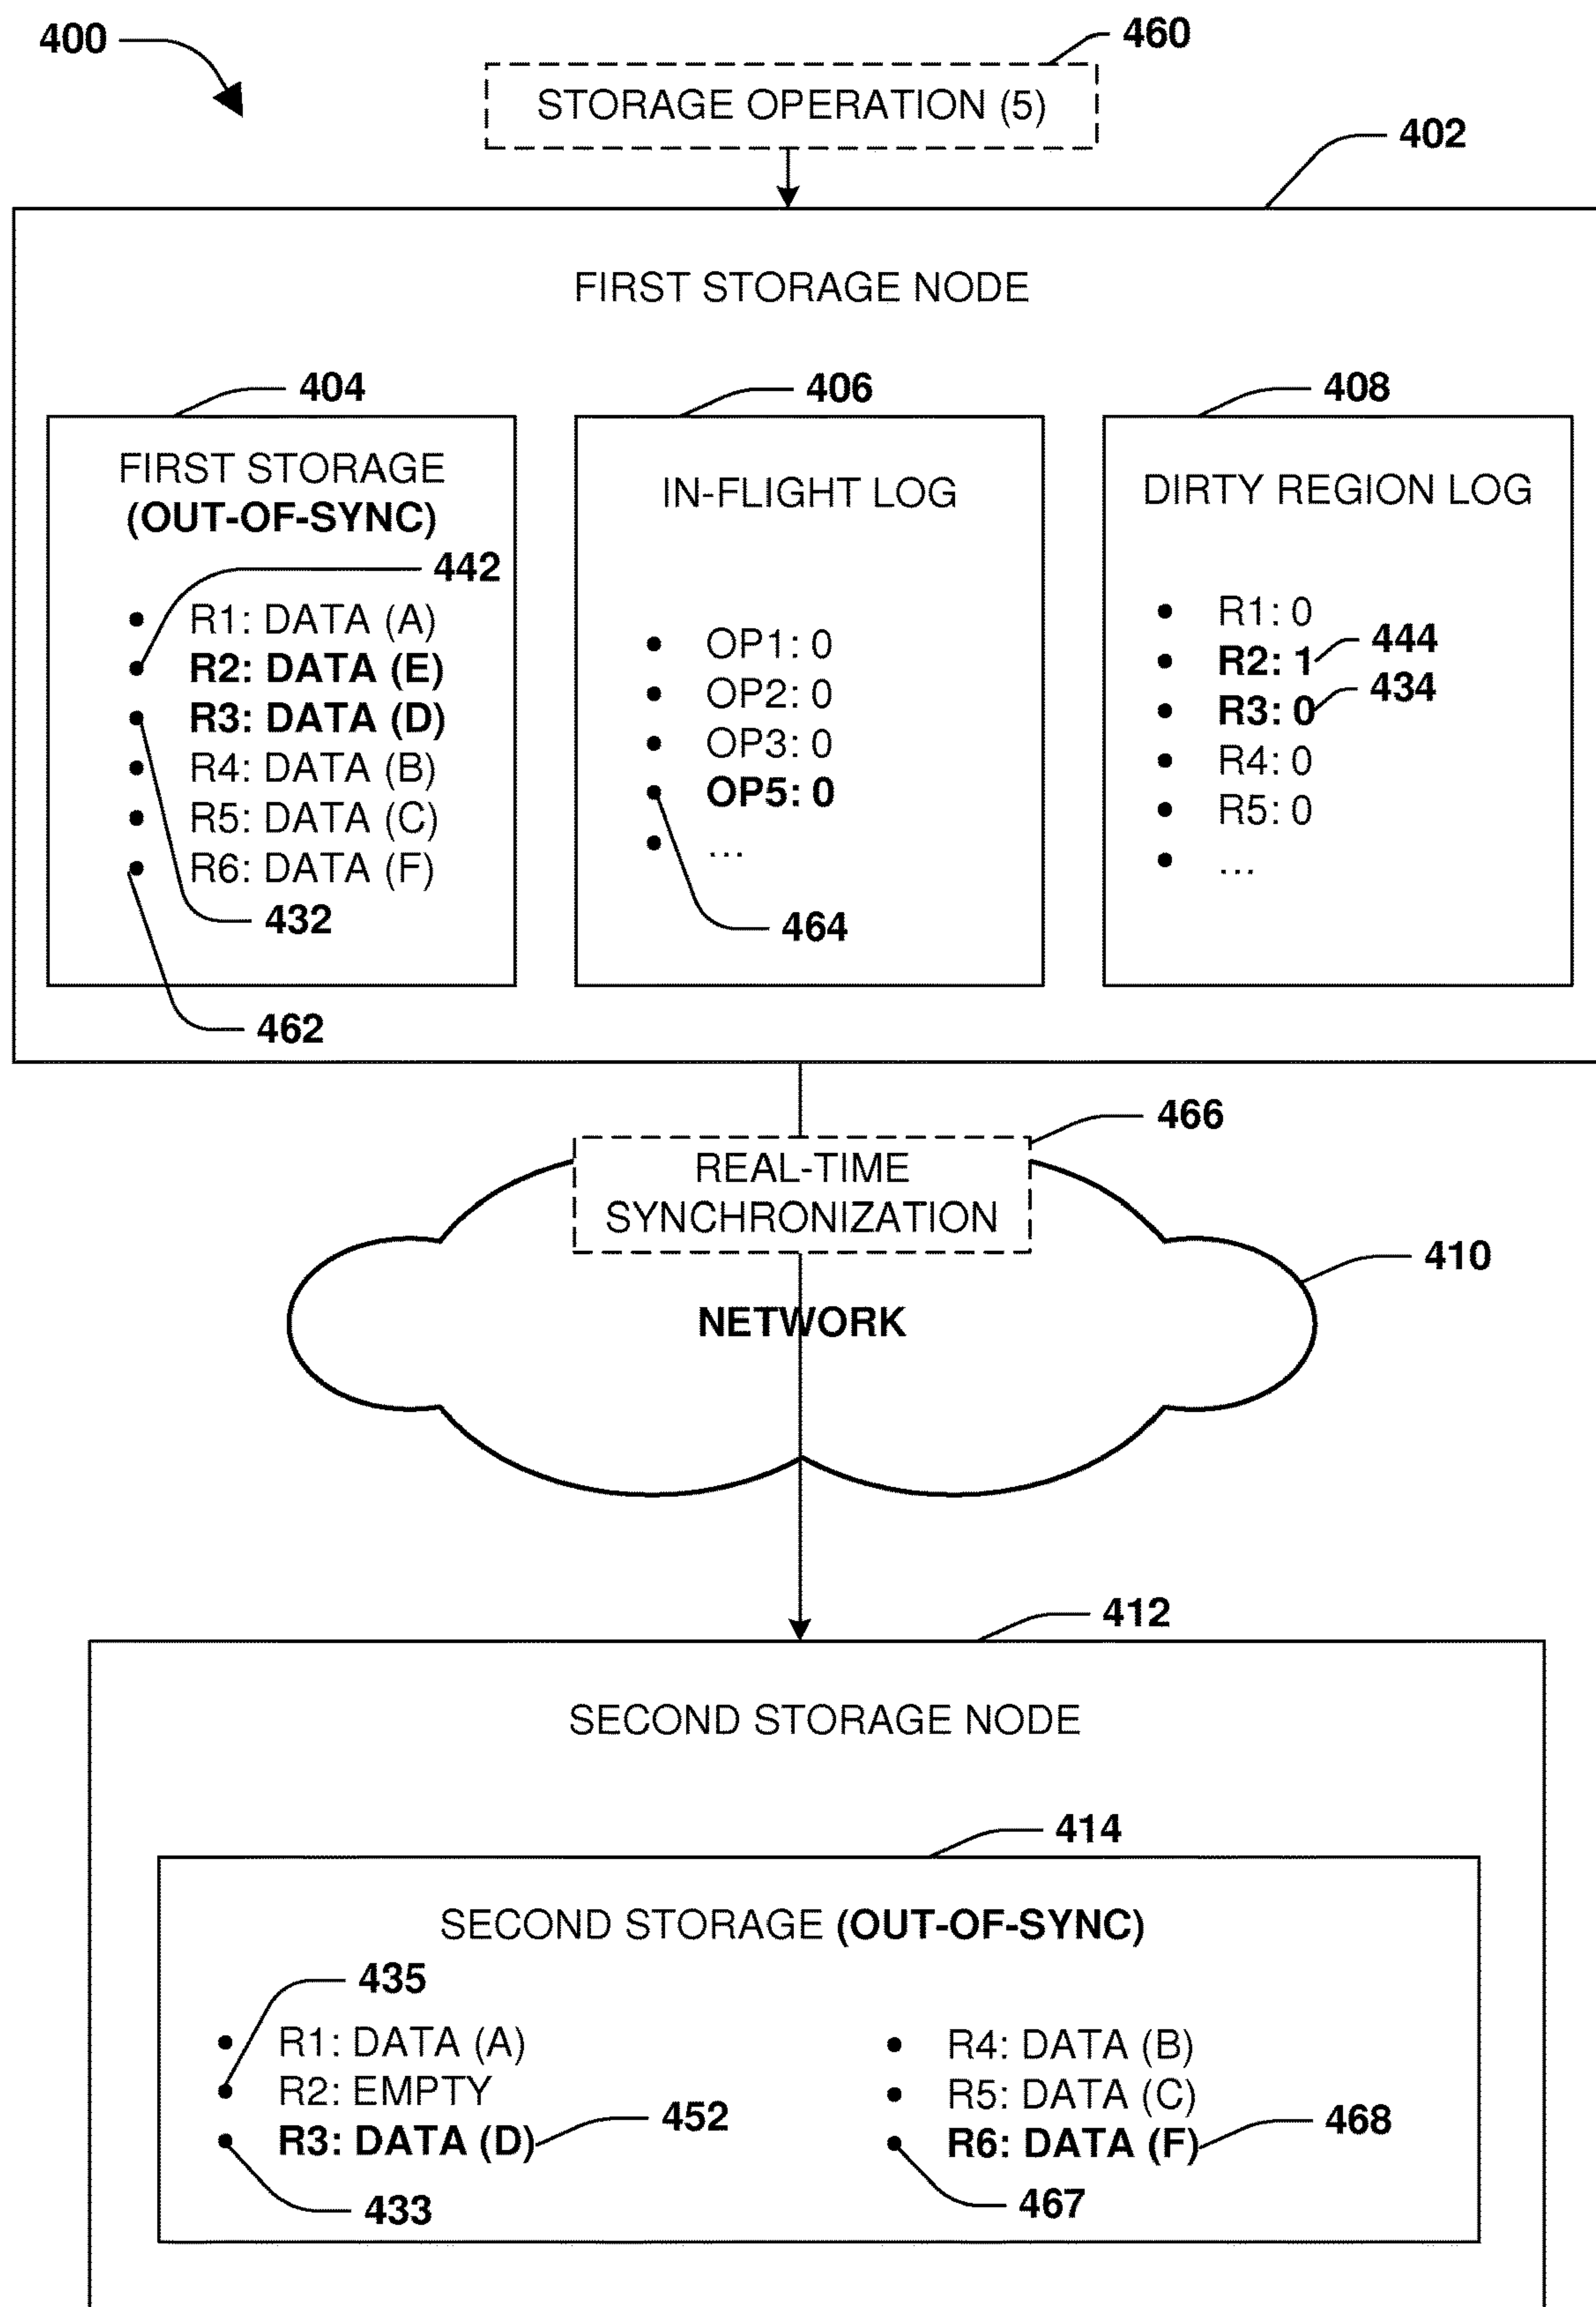 400
460
STORAGE OPERATION (5)
402
FIRST STORAGE NODE
404
406
408
FIRST STORAGE
(OUT-OF-SYNC)
442
R1: DATA (A)
R2: DATA (E)
R3: DATA (D)
R4: DATA (B)
R5: DATA (C)
R6: DATA (F)
432
462
IN-FLIGHT LOG
OP1: 0
OP2: 0
OP3: 0
OP5: 0
...
464
DIRTY REGION LOG
R1: 0
R2: 1
444
R3: 0
434
R4: 0
R5: 0
...
466
REAL-TIME
SYNCHRONIZATION
410
NETWORK
412
SECOND STORAGE NODE
414
SECOND STORAGE (OUT-OF-SYNC)
435
R1: DATA (A)
R2: EMPTY
R3: DATA (D)
452
433
R4: DATA (B)
R5: DATA (C)
R6: DATA (F)
468
467